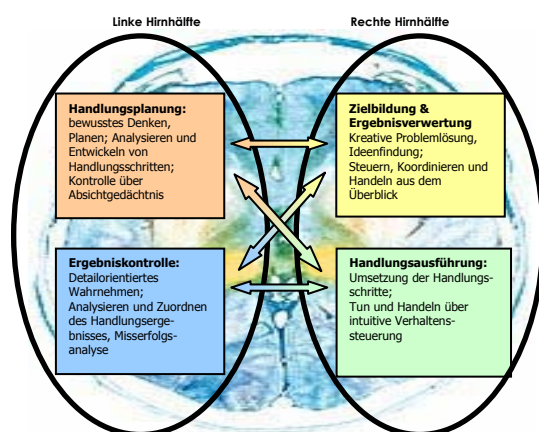 Linke Hirnhälfte
Rechte Hirnhälfte
Handlungsplanung:
bewusstes Denken,
Planen; Analysieren und
Entwickeln von
Handlungsschritten;
Kontrolle über
Absichtgedächtnis
Zielbildung &
Ergebnisverwertung
Kreative Problemlösung,
Ideenfindung;
Steuern, Koordinieren und
Handeln aus dem
Überblick
Ergebniskontrolle:
Detailorientiertes
Wahrnehmen;
Analysieren und Zuordnen
des Handlungserge-
bnisses, Misserfolgs-
analyse
Handlungsausführung:
Umsetzung der Handlungs-
schritte;
Tun und Handeln über
intuitive Verhaltens-
steuerung